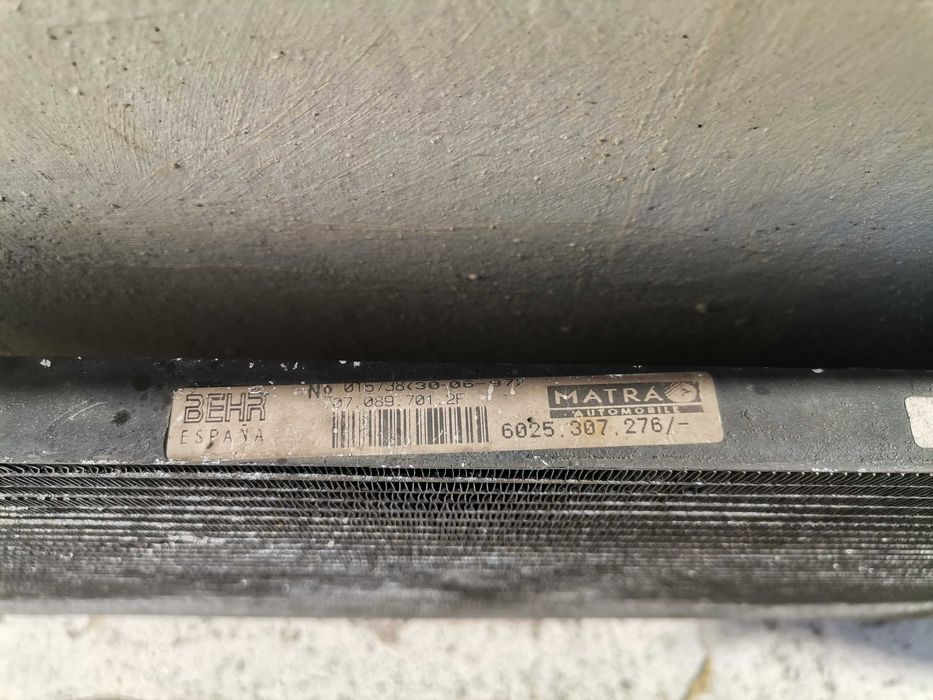 BEHR
ESPAÑA
No 015738<30-06-97>
07.089.701.2F
MATRA
AUTOMOBILE
6025.307.276/-